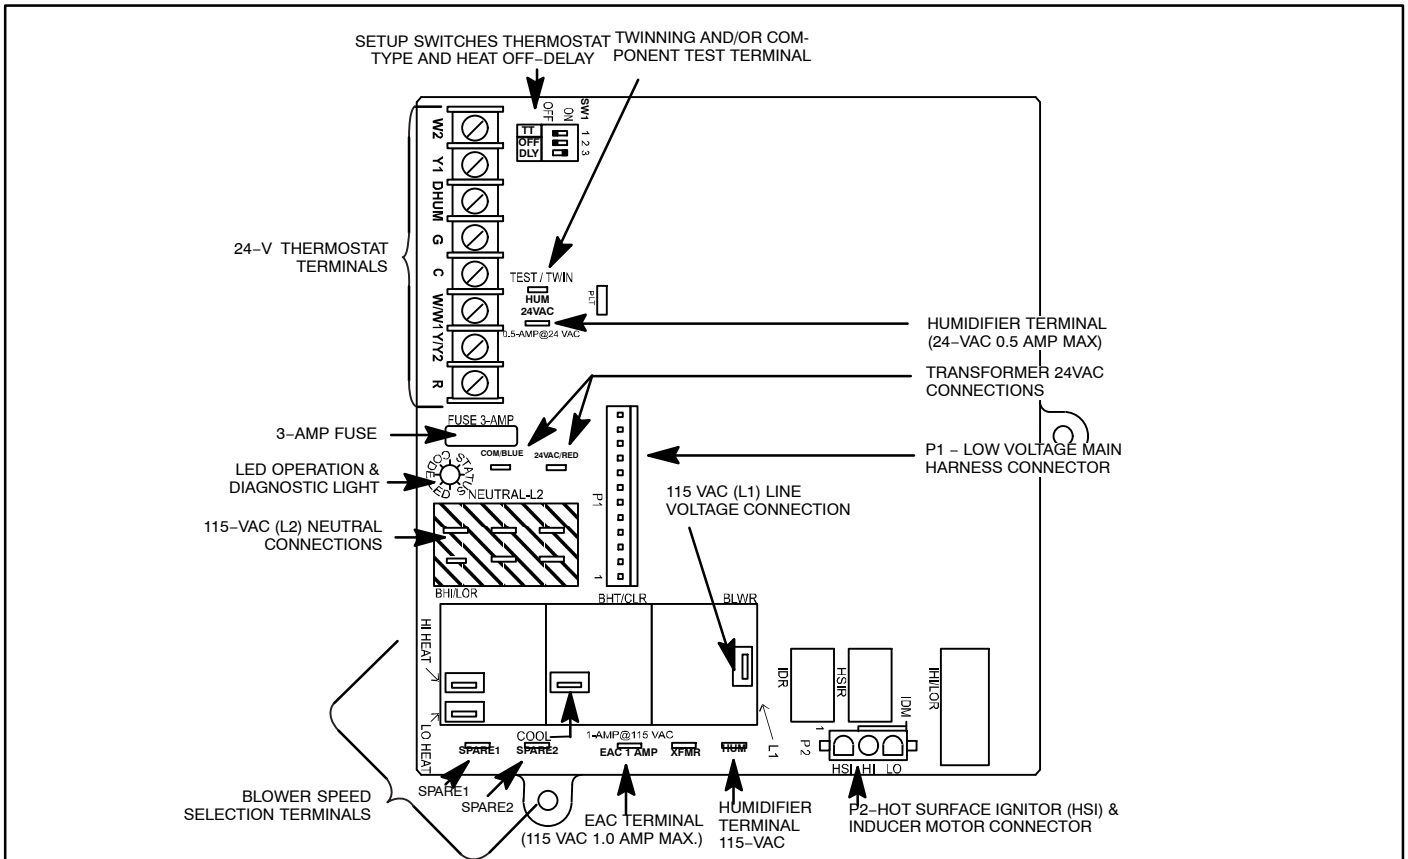 SETUP SWITCHES THERMOSTAT
TYPE AND HEAT OFF−DELAY
TWINNING AND/OR COM-
PONENT TEST TERMINAL
SW1
OFF
ON
TT
OFF
DLY
1 2 3
W2
Y1
DHUM
G
C
W/W1
Y/Y2
R
24−V THERMOSTAT
TERMINALS
TEST / TWIN
HUM
24VAC
0.5-AMP@24 VAC
PLT
HUMIDIFIER TERMINAL
(24−VAC 0.5 AMP MAX)
TRANSFORMER 24VAC
CONNECTIONS
FUSE 3-AMP
3−AMP FUSE
COM/BLUE
24VAC/RED
P1 − LOW VOLTAGE MAIN
HARNESS CONNECTOR
LED OPERATION &
DIAGNOSTIC LIGHT
STATUS
CODE LED
NEUTRAL-L2
P1
1
115 VAC (L1) LINE
VOLTAGE CONNECTION
115−VAC (L2) NEUTRAL
CONNECTIONS
BHI/LOR
BHT/CLR
BLWR
HI HEAT
LO HEAT
IDR
HSIR
IHI/LOR
IDM
1
P2
HSI HI LO
COOL
1-AMP@115 VAC
L1
SPARE1
SPARE2
EAC 1 AMP
XFMR
HUM
SPARE1
SPARE2
BLOWER SPEED
SELECTION TERMINALS
EAC TERMINAL
(115 VAC 1.0 AMP MAX.)
HUMIDIFIER
TERMINAL
115−VAC
P2−HOT SURFACE IGNITOR (HSI) &
INDUCER MOTOR CONNECTOR